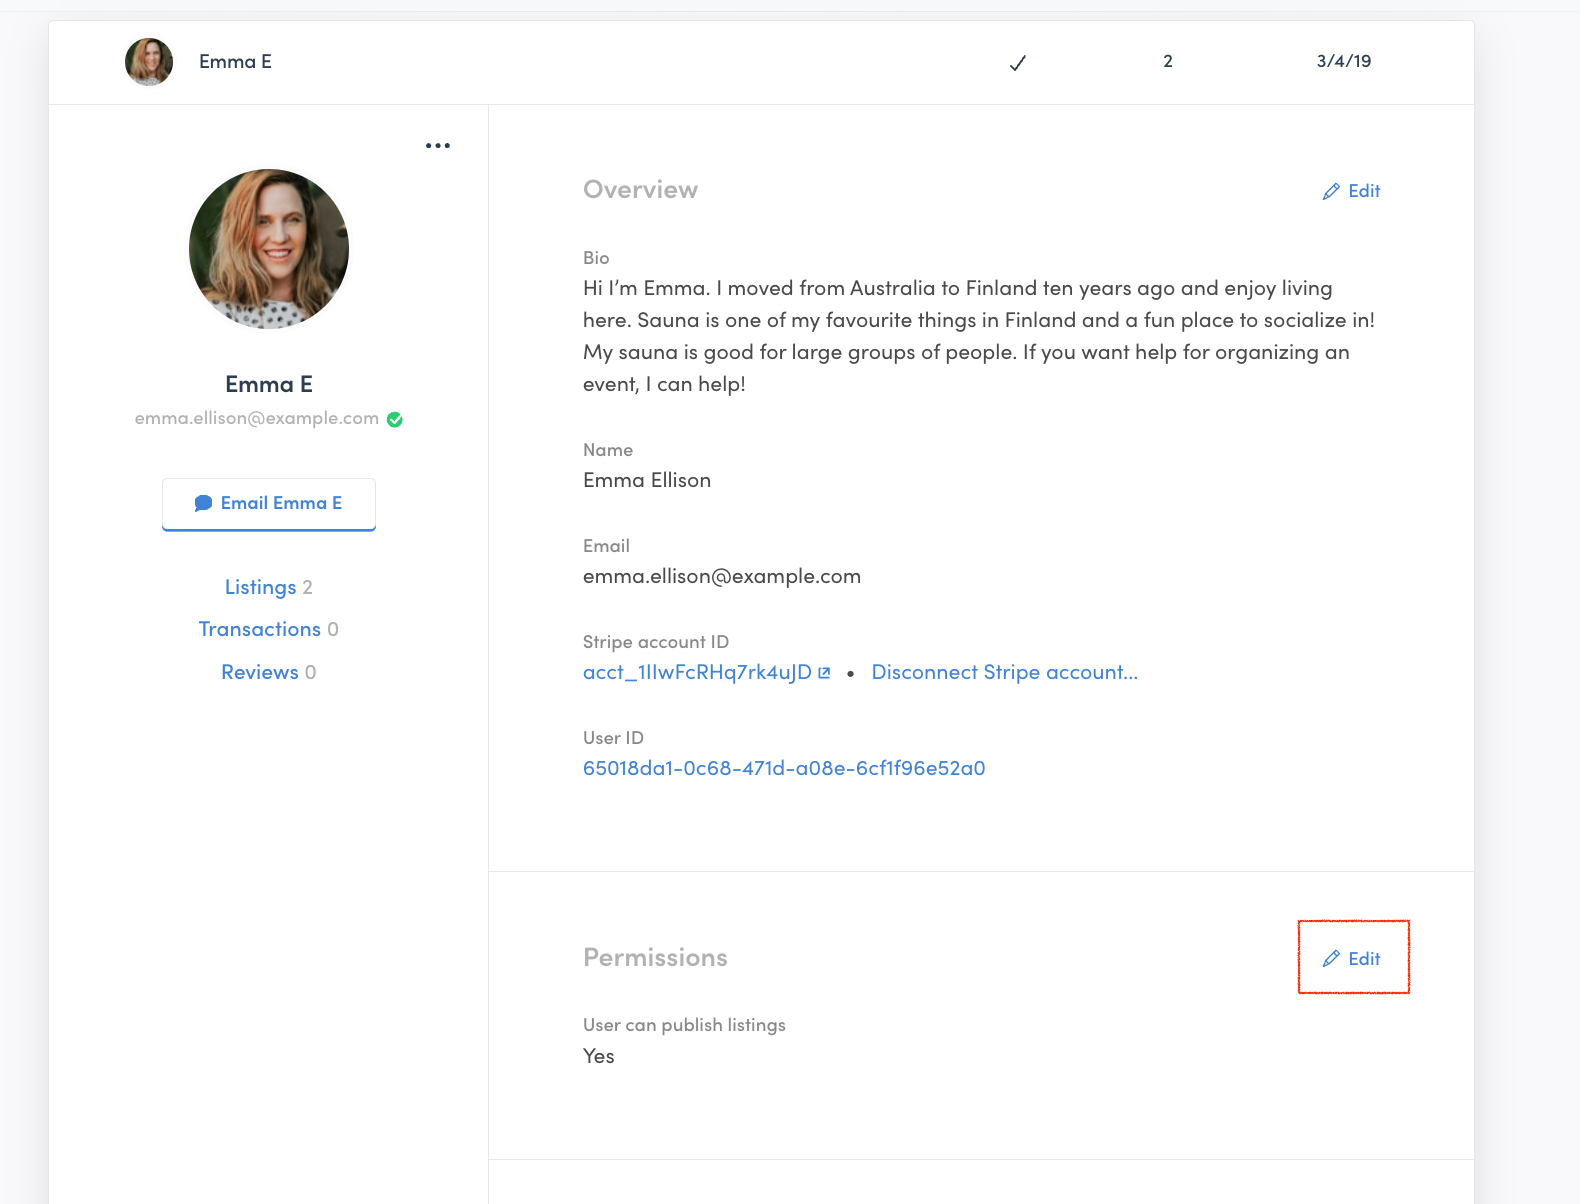 Emma E
2
3/4/19
Emma E
emma.ellison@example.com
Email Emma E
Listings 2
Transactions 0
Reviews 0
Overview
Edit
Bio
Hi I’m Emma. I moved from Australia to Finland ten years ago and enjoy living
here. Sauna is one of my favourite things in Finland and a fun place to socialize in!
My sauna is good for large groups of people. If you want help for organizing an
event, I can help!
Name
Emma Ellison
Email
emma.ellison@example.com
Stripe account ID
acct_1IIwFcRHq7rk4uJD • Disconnect Stripe account...
User ID
65018da1-0c68-471d-a08e-6cf1f96e52a0
Permissions
Edit
User can publish listings
Yes